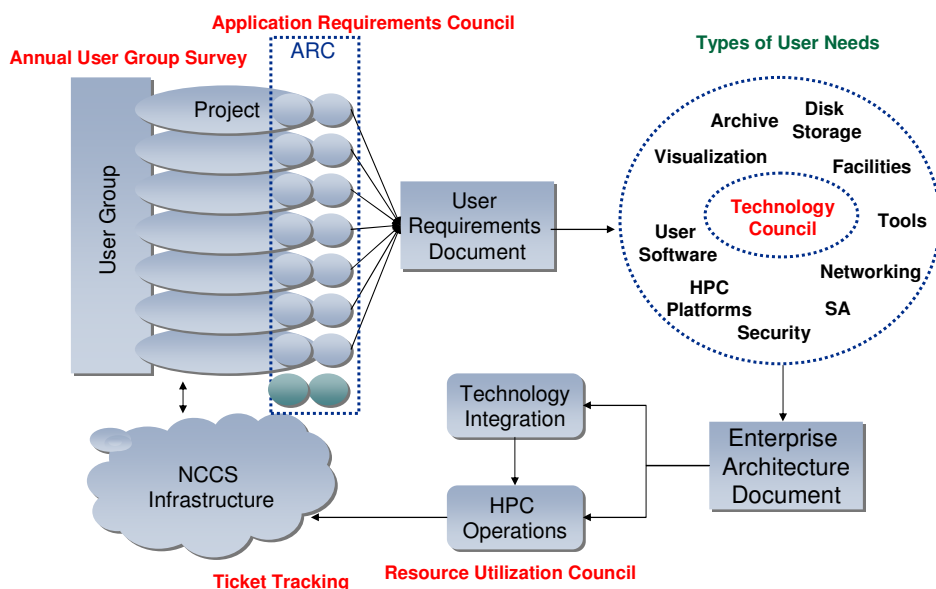 Application Requirements Council
Annual User Group Survey
ARC
Types of User Needs
User Group
Project
Archive
Disk
Storage
Visualization
Facilities
Technology
Council
Tools
User
Software
Networking
HPC
Platforms
SA
Security
User
Requirements
Document
Technology
Integration
Enterprise
Architecture
Document
NCCS
Infrastructure
HPC
Operations
Ticket Tracking
Resource Utilization Council